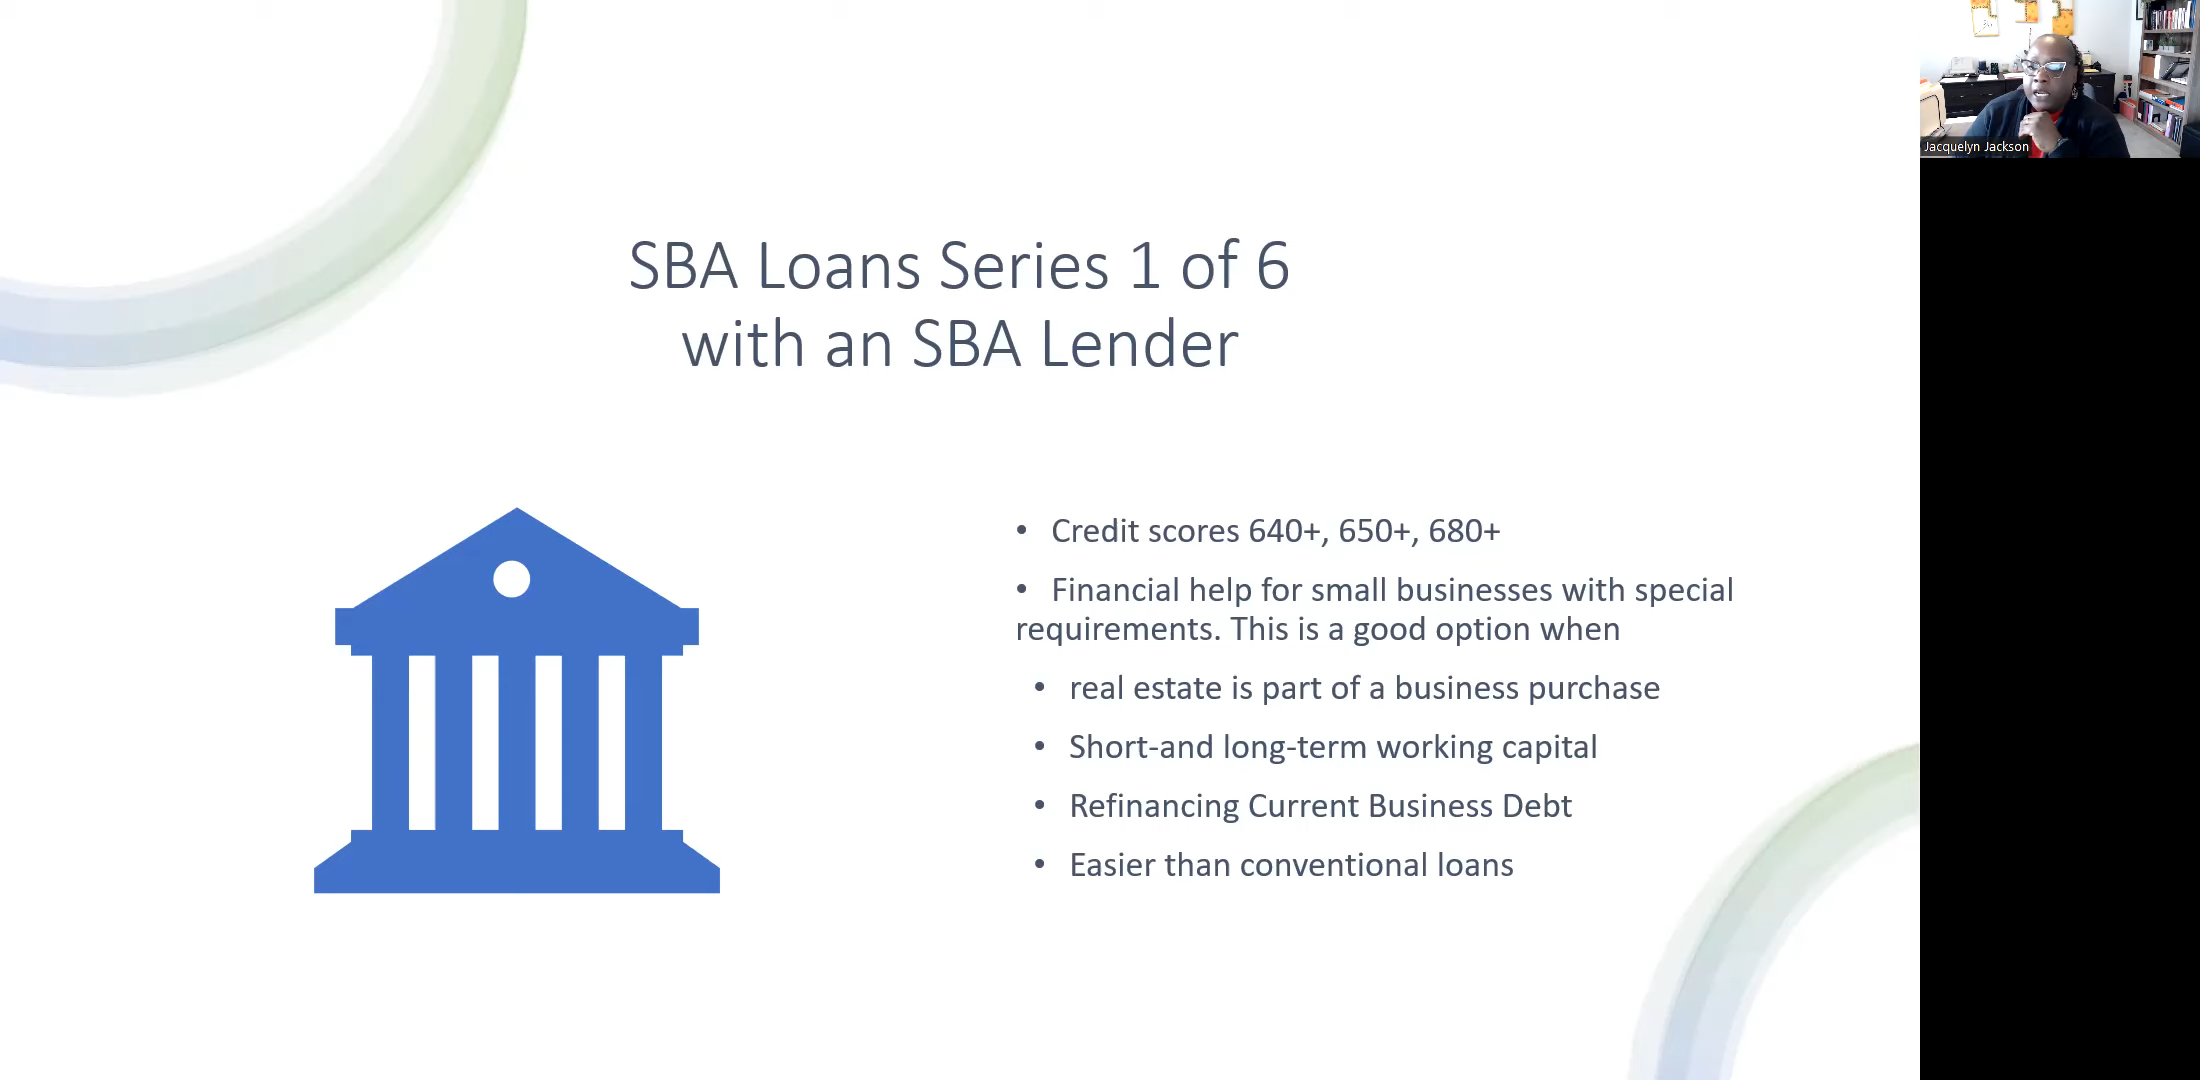 SBA Loans Series 1 of 6
with an SBA Lender
• Credit scores 640+, 650+, 680+
• Financial help for small businesses with special
requirements. This is a good option when
• real estate is part of a business purchase
• Short-and long-term working capital
• Refinancing Current Business Debt
• Easier than conventional loans
Jacquelyn Jackson